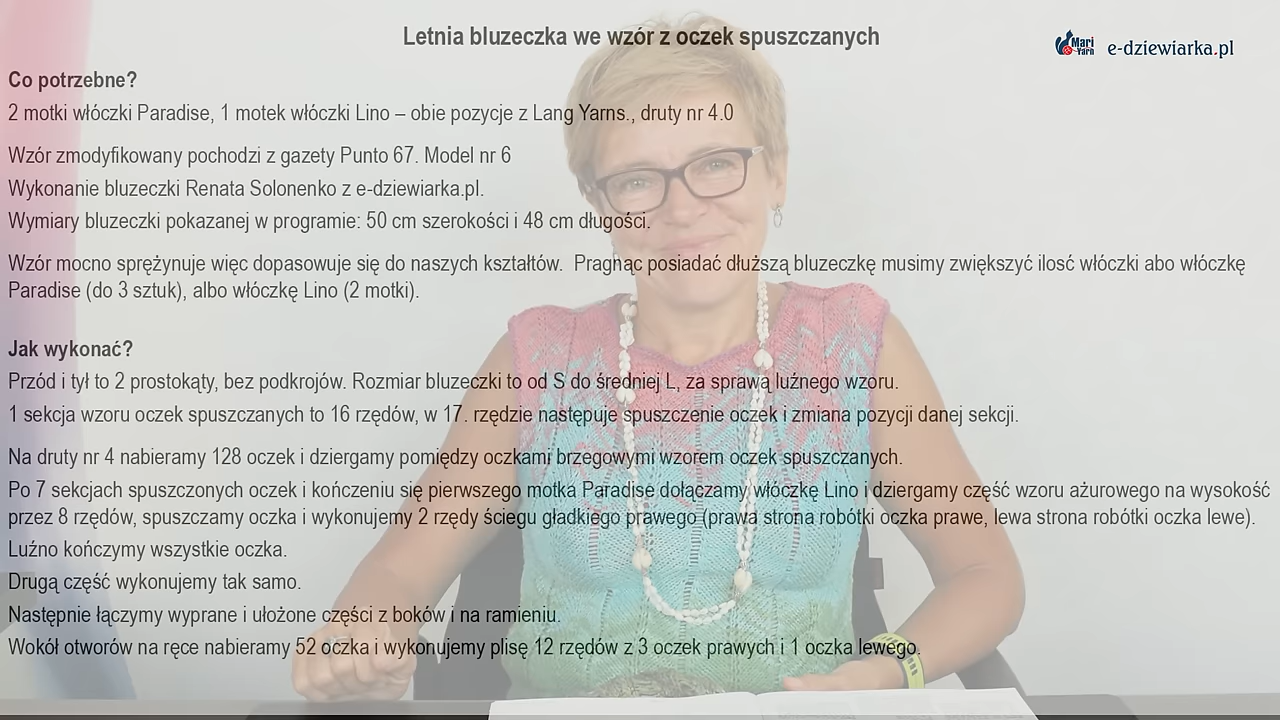 Letnia bluzeczka we wzór z oczek spuszczanych
Mari Yarn
e-dziewiarka.pl
Co potrzebne?
2 motki włóczki Paradise, 1 motek włóczki Lino – obie pozycje z Lang Yarns., druty nr 4.0
Wzór zmodyfikowany pochodzi z gazety Punto 67. Model nr 6
Wykonanie bluzeczki Renata Solonenko z e-dziewiarka.pl.
Wymiary bluzeczki pokazanej w programie: 50 cm szerokości i 48 cm długości.
Wzór mocno sprężynuje więc dopasowuje się do naszych kształtów.  Pragnąc posiadać dłuższą bluzeczkę musimy zwiększyć ilosć włóczki abo włóczkę
Paradise (do 3 sztuk), albo włóczkę Lino (2 motki).
Jak wykonać?
Przód i tył to 2 prostokąty, bez podkrojów. Rozmiar bluzeczki to od S do średniej L, za sprawą luźnego wzoru.
1 sekcja wzoru oczek spuszczanych to 16 rzędów, w 17. rzędzie następuje spuszczenie oczek i zmiana pozycji danej sekcji.
Na druty nr 4 nabieramy 128 oczek i dziergamy pomiędzy oczkami brzegowymi wzorem oczek spuszczanych.
Po 7 sekcjach spuszczonych oczek i kończeniu się pierwszego motka Paradise dołączamy włóczkę Lino i dziergamy część wzoru ażurowego na wysokość
przez 8 rzędów, spuszczamy oczka i wykonujemy 2 rzędy ściegu gładkiego prawego (prawa strona robótki oczka prawe, lewa strona robótki oczka lewe).
Luźno kończymy wszystkie oczka.
Drugą część wykonujemy tak samo.
Następnie łączymy wyprane i ułożone części z boków i na ramieniu.
Wokół otworów na ręce nabieramy 52 oczka i wykonujemy plisę 12 rzędów z 3 oczek prawych i 1 oczka lewego.